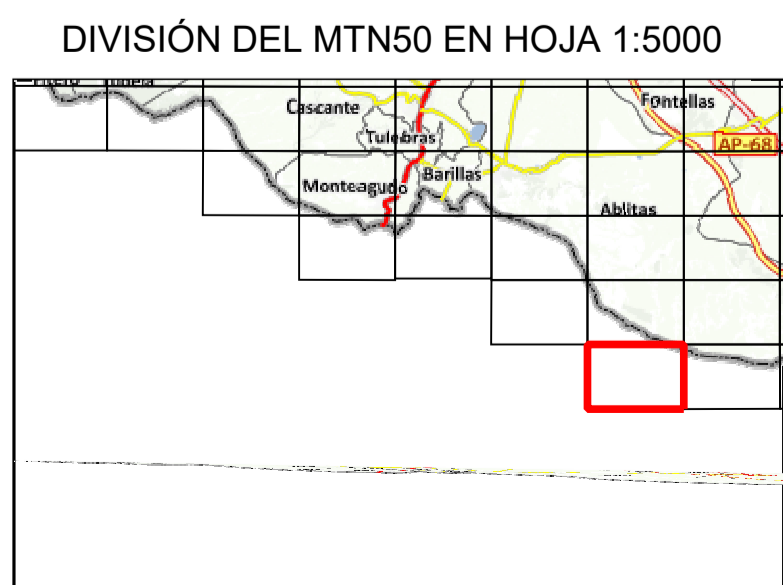 DIVISIÓN DEL MTN50 EN HOJA 1:5000
Fontellas
Cascante
Tulebras
AP-68
Barillas
Monteagudo
Ablitas